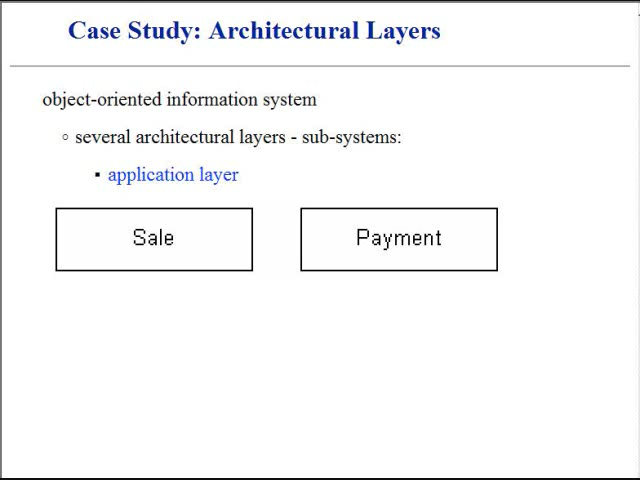 Case Study: Architectural Layers
object-oriented information system
several architectural layers - sub-systems:
application layer
Sale
Payment